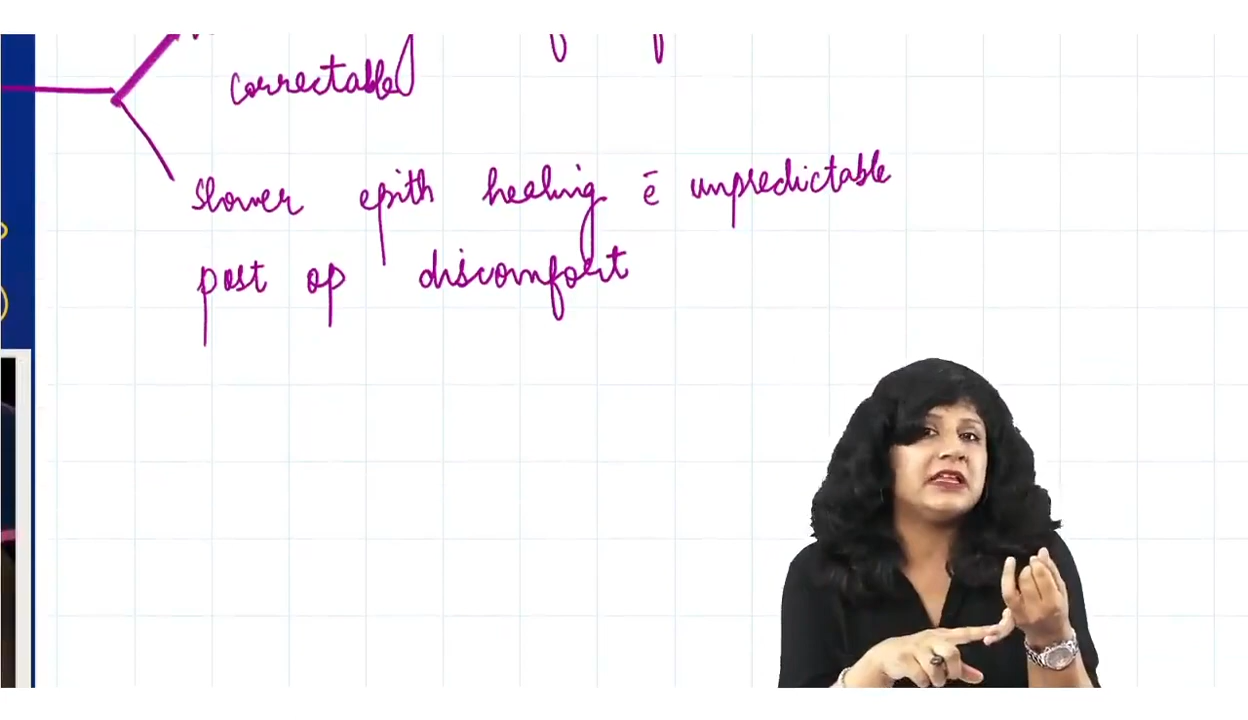 correctable
slower epith healing c̄ unpredictable
post op discomfort